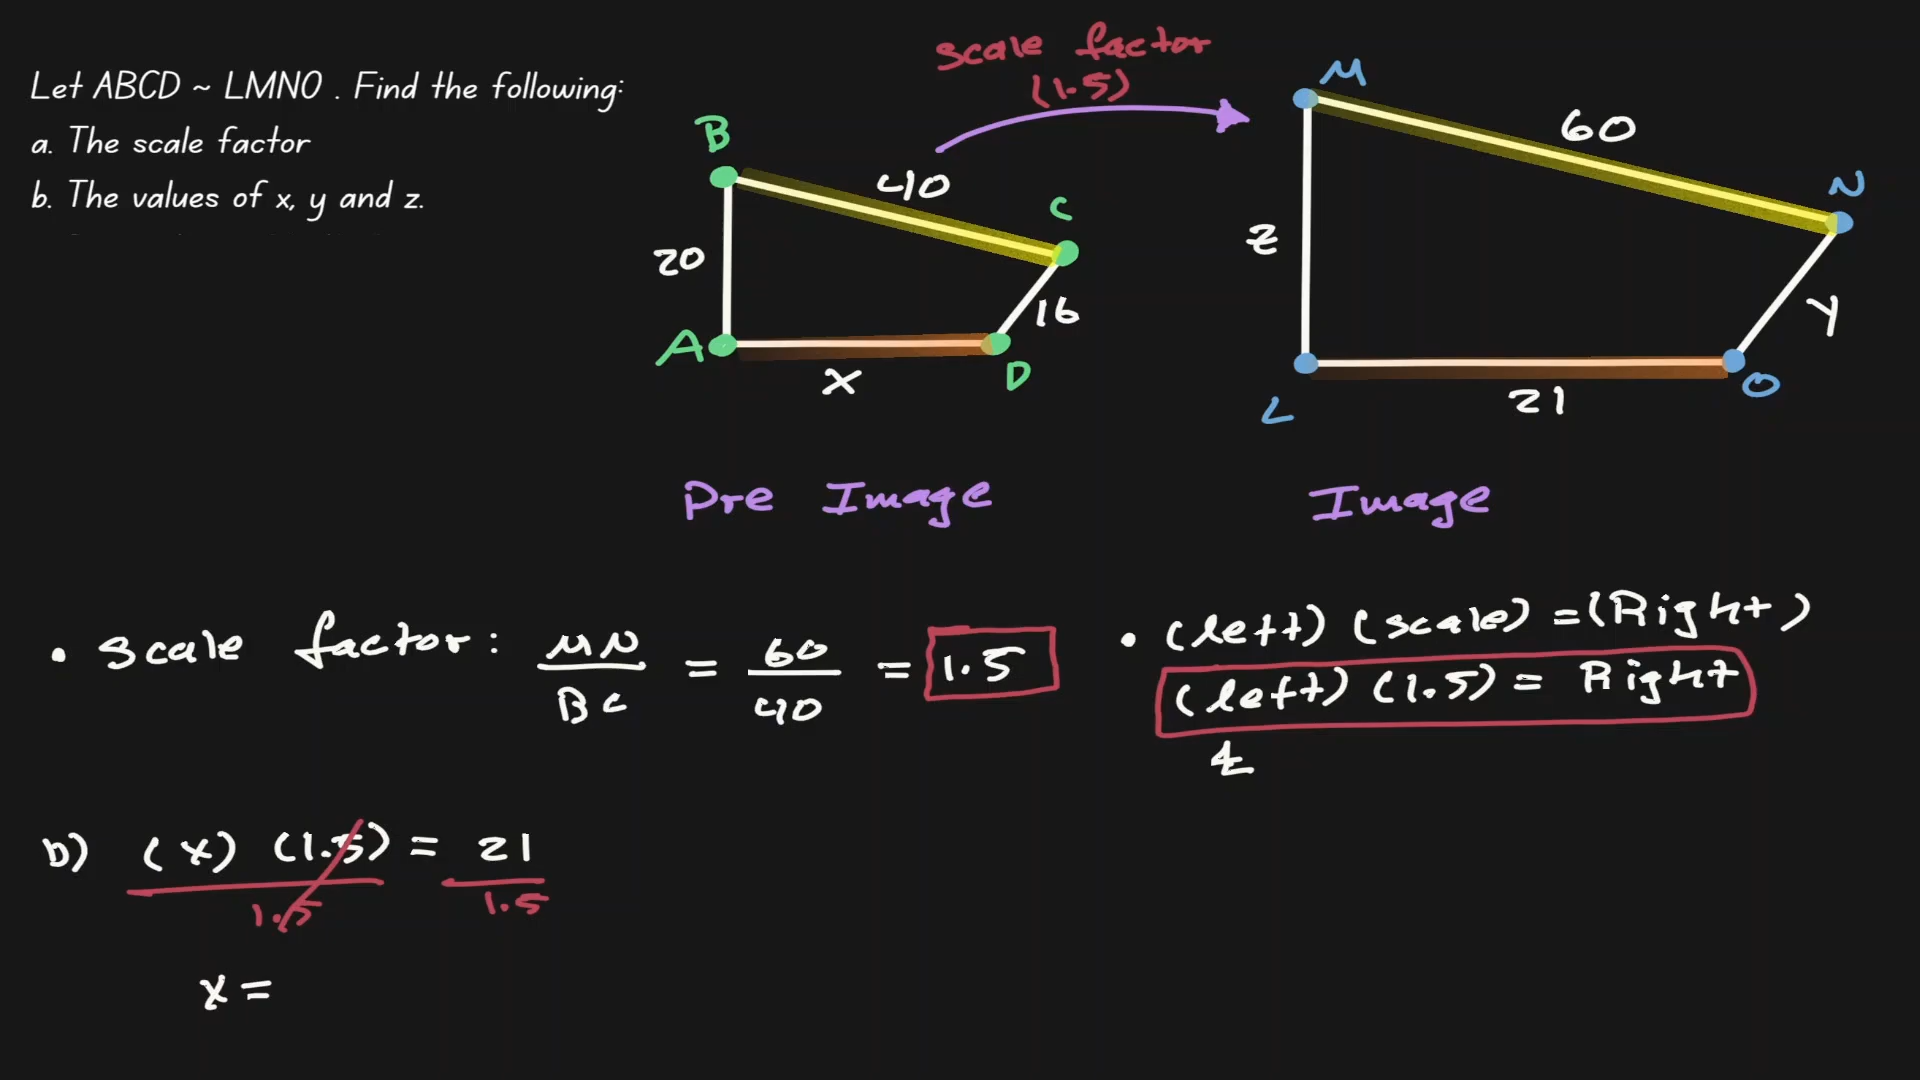 Let ABCD ~ LMNO . Find the following:
a. The scale factor
b. The values of x, y and z.
scale factor
(1.5)
B
40
C
20
16
A
x
D
M
60
N
z
y
L
21
O
Pre Image
Image
• scale factor: MN/BC = 60/40 = 1.5
• (left) (scale) = (Right)
(left) (1.5) = Right
b) (x) (1.5) = 21
1.5 1.5
x =